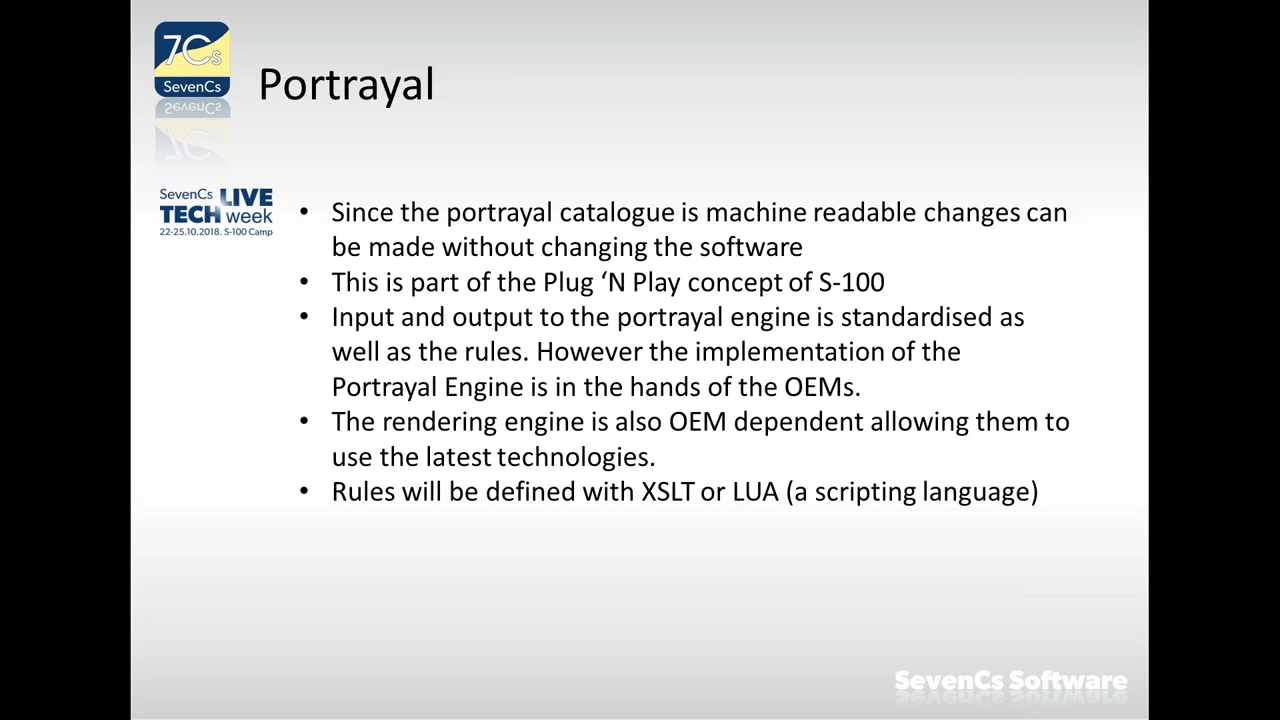 7Cs
SevenCs
Portrayal
SevenCs LIVE
TECH week
22-25.10.2018. S-100 Camp
• Since the portrayal catalogue is machine readable changes can
be made without changing the software
• This is part of the Plug ‘N Play concept of S-100
• Input and output to the portrayal engine is standardised as
well as the rules. However the implementation of the
Portrayal Engine is in the hands of the OEMs.
• The rendering engine is also OEM dependent allowing them to
use the latest technologies.
• Rules will be defined with XSLT or LUA (a scripting language)
SevenCs Software